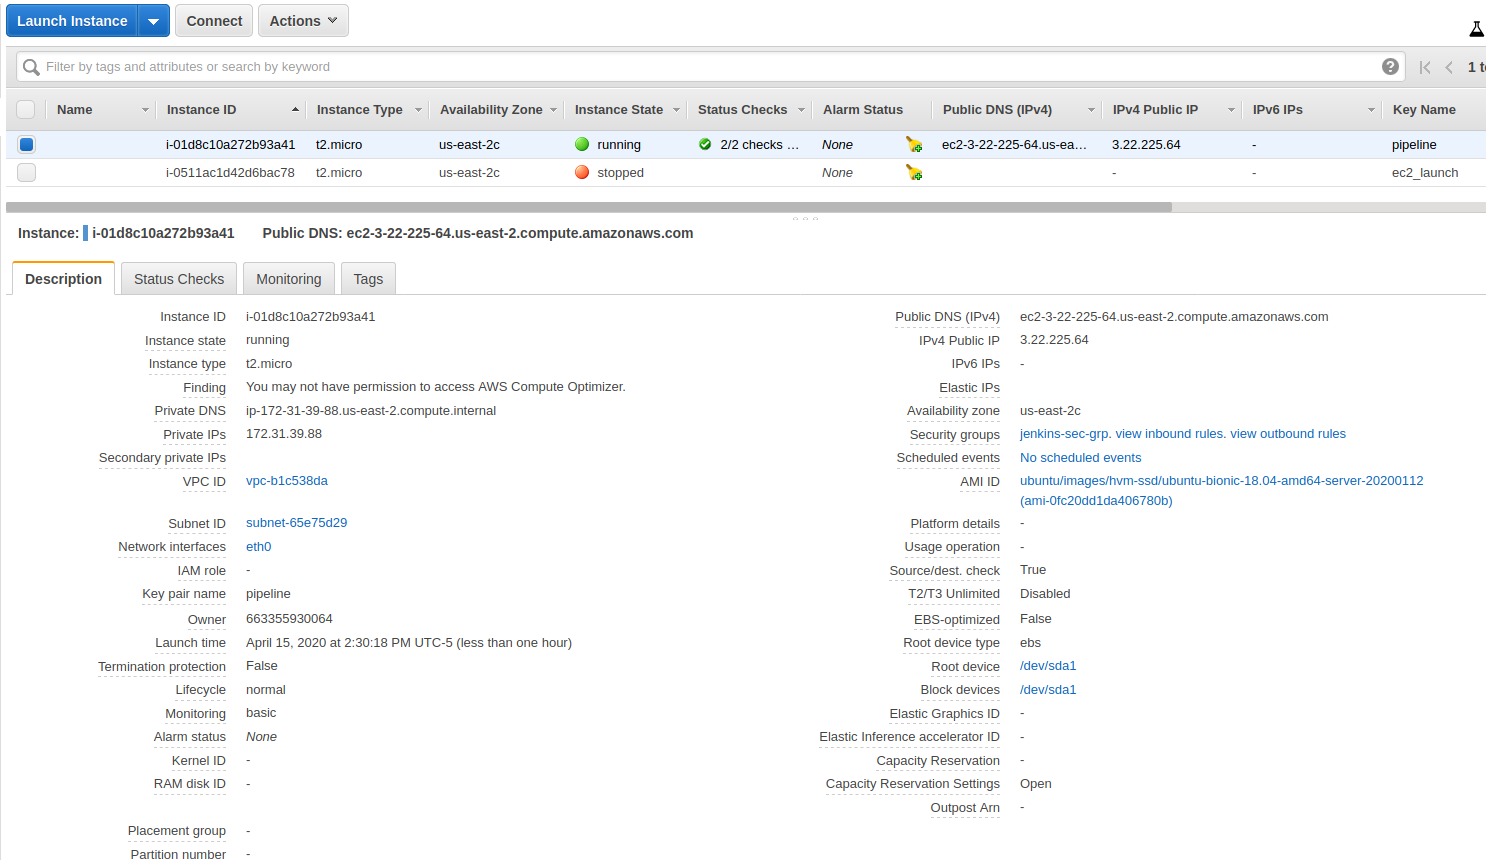 Launch Instance Connect Actions
Filter by tags and attributes or search by keyword ? 1 t
Name Instance ID Instance Type Availability Zone Instance State Status Checks Alarm Status Public DNS (IPv4) IPv4 Public IP IPv6 IPs Key Name
i-01d8c10a272b93a41 t2.micro us-east-2c running 2/2 checks ... None ec2-3-22-225-64.us-ea... 3.22.225.64 - pipeline
i-0511ac1d42d6bac78 t2.micro us-east-2c stopped None - - ec2_launch
Instance: i-01d8c10a272b93a41 Public DNS: ec2-3-22-225-64.us-east-2.compute.amazonaws.com
Description Status Checks Monitoring Tags
Instance ID i-01d8c10a272b93a41
Instance state running
Instance type t2.micro
Finding You may not have permission to access AWS Compute Optimizer.
Private DNS ip-172-31-39-88.us-east-2.compute.internal
Private IPs 172.31.39.88
Secondary private IPs
VPC ID vpc-b1c538da
Subnet ID subnet-65e75d29
Network interfaces eth0
IAM role -
Key pair name pipeline
Owner 663355930064
Launch time April 15, 2020 at 2:30:18 PM UTC-5 (less than one hour)
Termination protection False
Lifecycle normal
Monitoring basic
Alarm status None
Kernel ID -
RAM disk ID -
Placement group -
Partition number -
Public DNS (IPv4) ec2-3-22-225-64.us-east-2.compute.amazonaws.com
IPv4 Public IP 3.22.225.64
IPv6 IPs -
Elastic IPs
Availability zone us-east-2c
Security groups jenkins-sec-grp. view inbound rules. view outbound rules
Scheduled events No scheduled events
AMI ID ubuntu/images/hvm-ssd/ubuntu-bionic-18.04-amd64-server-20200112
(ami-0fc20dd1da406780b)
Platform details -
Usage operation -
Source/dest. check True
T2/T3 Unlimited Disabled
EBS-optimized False
Root device type ebs
Root device /dev/sda1
Block devices /dev/sda1
Elastic Graphics ID -
Elastic Inference accelerator ID -
Capacity Reservation -
Capacity Reservation Settings Open
Outpost Arn -